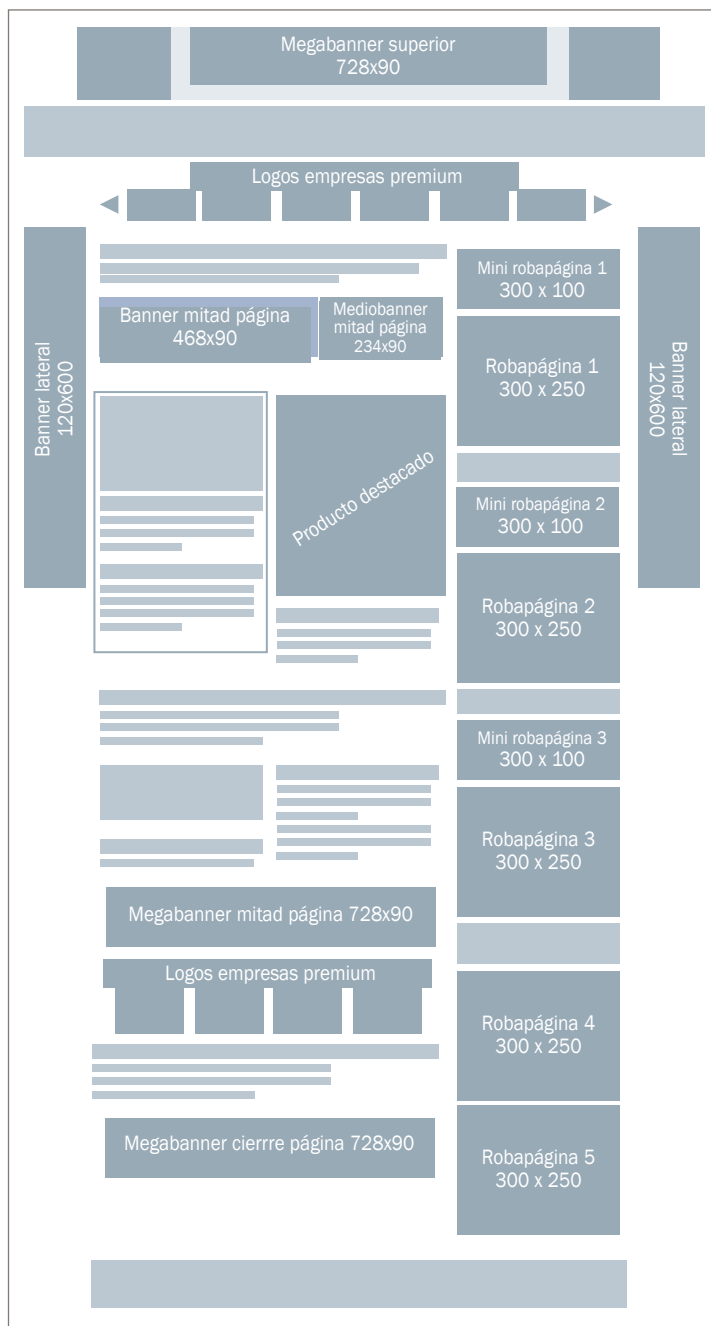 Megabanner superior
728x90
Logos empresas premium
Banner lateral
120x600
Banner mitad página
468x90
Mediobanner
mitad página
234x90
Producto destacado
Megabanner mitad página 728x90
Logos empresas premium
Megabanner cierrre página 728x90
Mini robapágina 1
300 x 100
Robapágina 1
300 x 250
Mini robapágina 2
300 x 100
Robapágina 2
300 x 250
Mini robapágina 3
300 x 100
Robapágina 3
300 x 250
Robapágina 4
300 x 250
Robapágina 5
300 x 250
Banner lateral
120x600